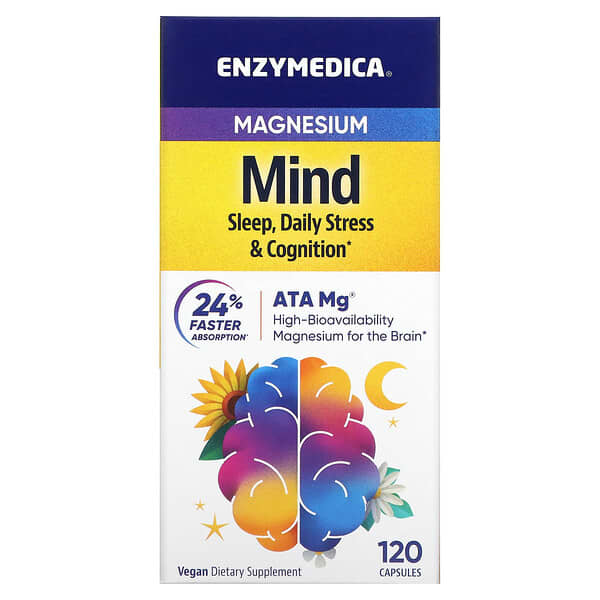 ENZYMEDICA®
MAGNESIUM
Mind
Sleep, Daily Stress
& Cognition*
24%
FASTER
ABSORPTION*
ATA Mg®
High-Bioavailability
Magnesium for the Brain*
Vegan Dietary Supplement
120
CAPSULES